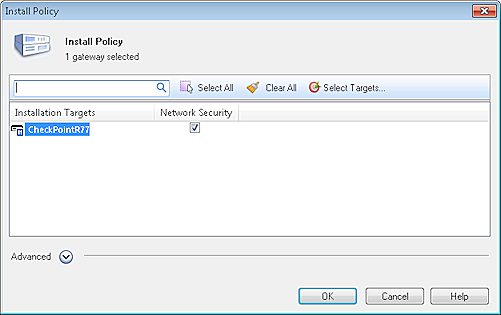 Install Policy
Install Policy
1 gateway selected
Select All Clear All Select Targets...
Installation Targets Network Security
CheckPointR77
Advanced
OK Cancel Help